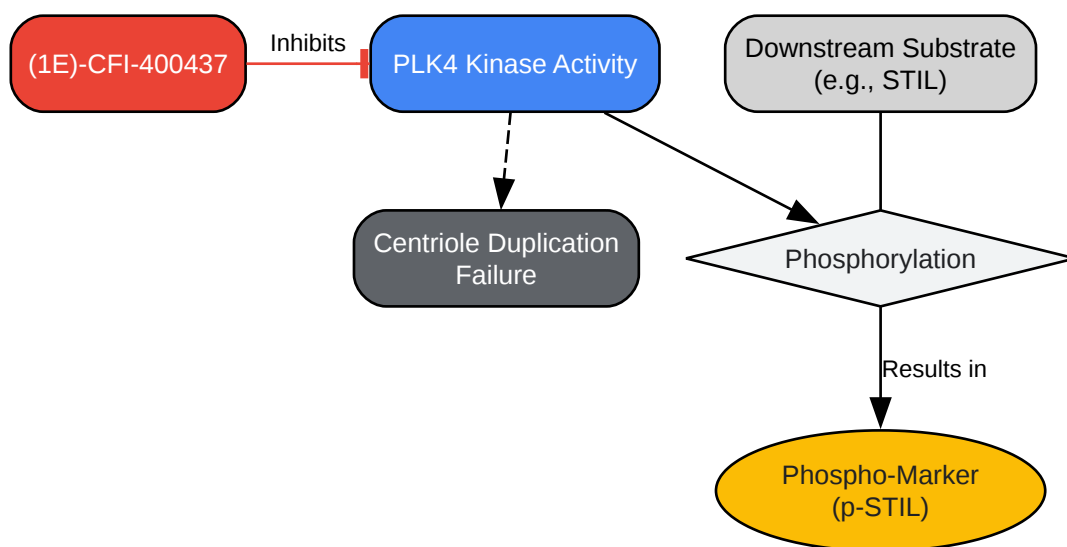 (1E)-CFI-400437
Inhibits
PLK4 Kinase Activity
Downstream Substrate
(e.g., STIL)
Centriole Duplication
Failure
Phosphorylation
Results in
Phospho-Marker
(p-STIL)